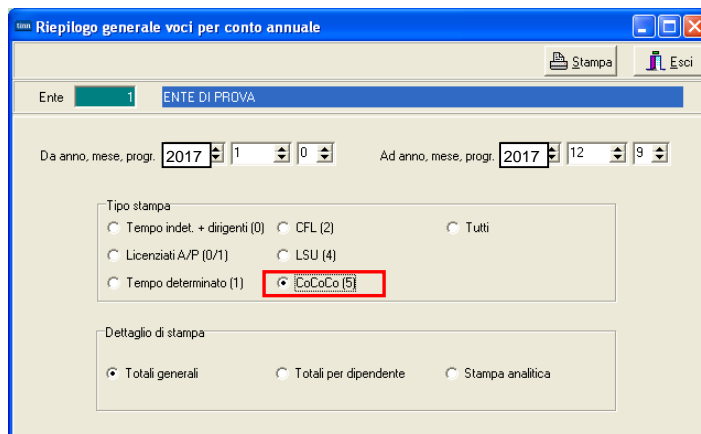 tinn Riepilogo generale voci per conto annuale
Stampa Esci
Ente 1 ENTE DI PROVA
Da anno, mese, progr. 2017 1 0 Ad anno, mese, progr. 2017 12 9
Tipo stampa
Tempo indet. + dirigenti (0) CFL (2) Tutti
Licenziati A/P (0/1) LSU (4)
Tempo determinato (1) CoCoCo (5)
Dettaglio di stampa
Totali generali Totali per dipendente Stampa analitica